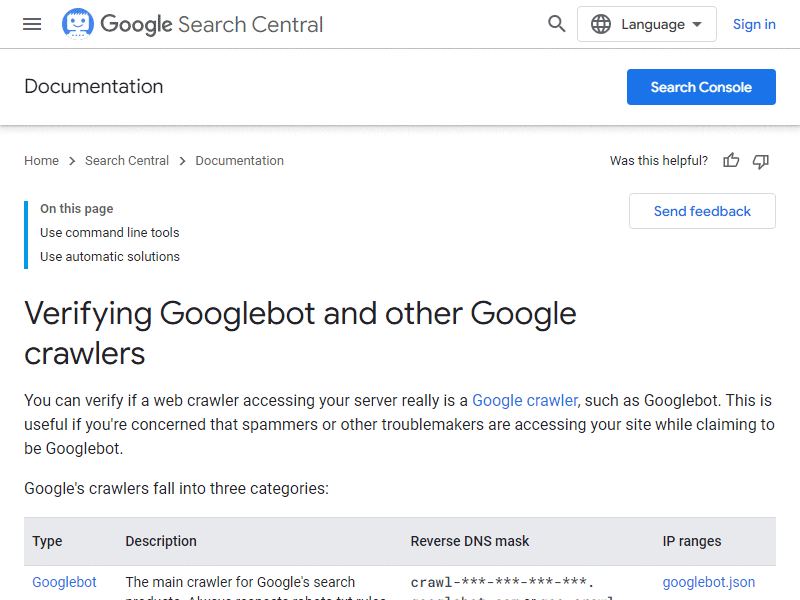 Google Search Central
Language
Sign in
Documentation
Search Console
Home
Search Central
Documentation
Was this helpful?
On this page
Use command line tools
Use automatic solutions
Send feedback
Verifying Googlebot and other Google
crawlers
You can verify if a web crawler accessing your server really is a Google crawler, such as Googlebot. This is
useful if you're concerned that spammers or other troublemakers are accessing your site while claiming to
be Googlebot.
Google's crawlers fall into three categories:
Type Description Reverse DNS mask IP ranges
Googlebot The main crawler for Google's search crawl-***-***-***-***. googlebot.json